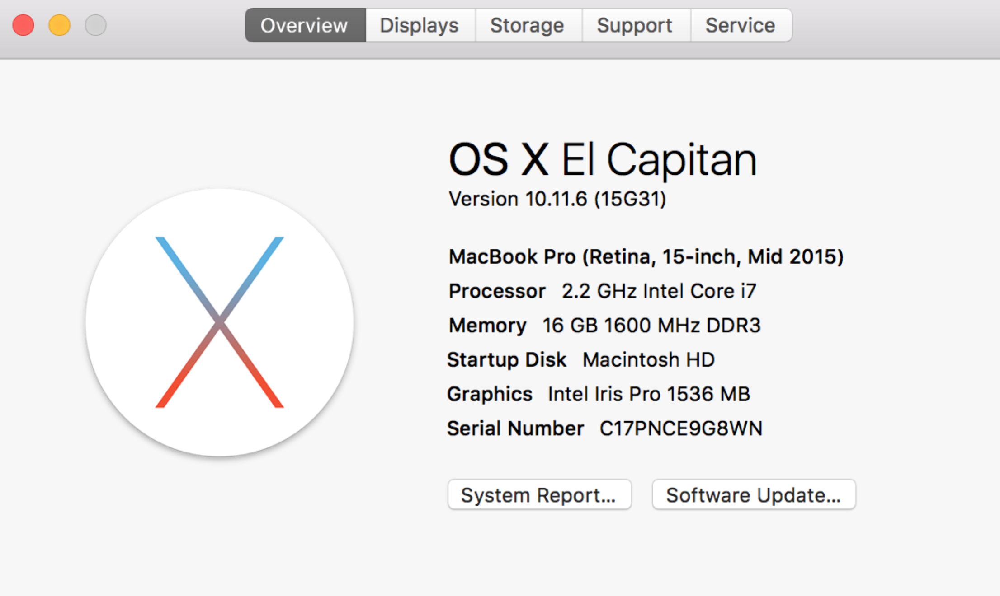 Overview Displays Storage Support Service
OS X El Capitan
Version 10.11.6 (15G31)
MacBook Pro (Retina, 15-inch, Mid 2015)
Processor 2.2 GHz Intel Core i7
Memory 16 GB 1600 MHz DDR3
Startup Disk Macintosh HD
Graphics Intel Iris Pro 1536 MB
Serial Number C17PNCE9G8WN
System Report... Software Update...